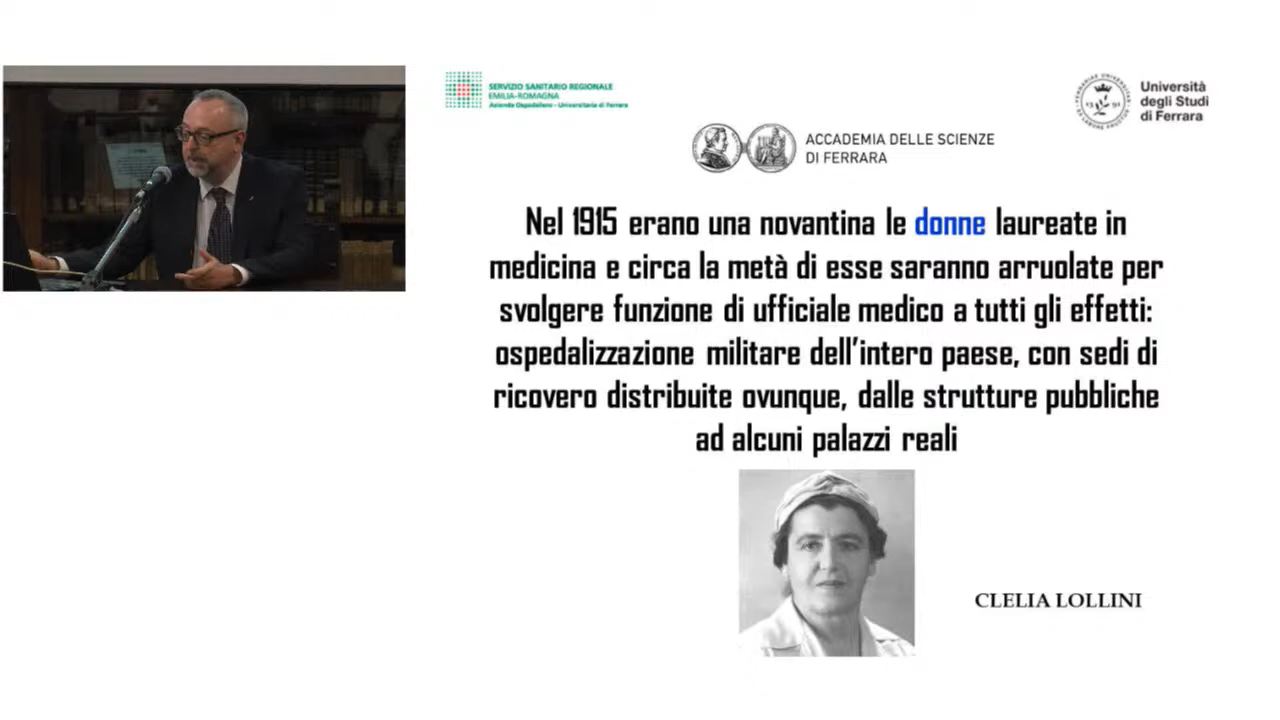 SERVIZIO SANITARIO REGIONALE
EMILIA-ROMAGNA
Azienda Ospedaliero - Universitaria di Ferrara
Università
degli Studi
di Ferrara
ACCADEMIA DELLE SCIENZE
DI FERRARA
Nel 1915 erano una novantina le donne laureate in
medicina e circa la metà di esse saranno arruolate per
svolgere funzione di ufficiale medico a tutti gli effetti:
ospedalizzazione militare dell'intero paese, con sedi di
ricovero distribuite ovunque, dalle strutture pubbliche
ad alcuni palazzi reali
CLELIA LOLLINI